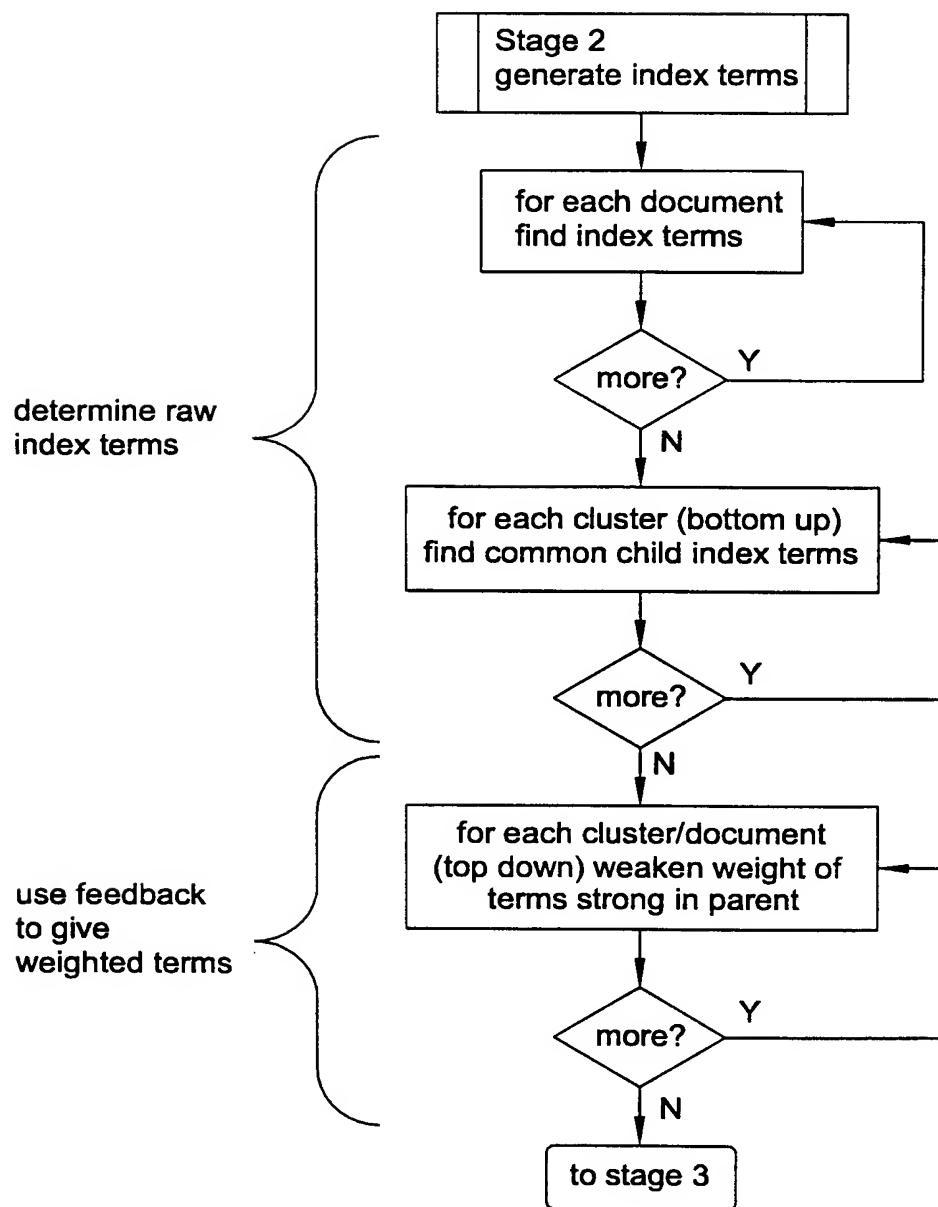 Stage 2
generate index terms
for each document
find index terms
more?
Y
N
determine raw
index terms
for each cluster (bottom up)
find common child index terms
more?
Y
N
for each cluster/document
(top down) weaken weight of
terms strong in parent
use feedback
to give
weighted terms
more?
Y
N
to stage 3